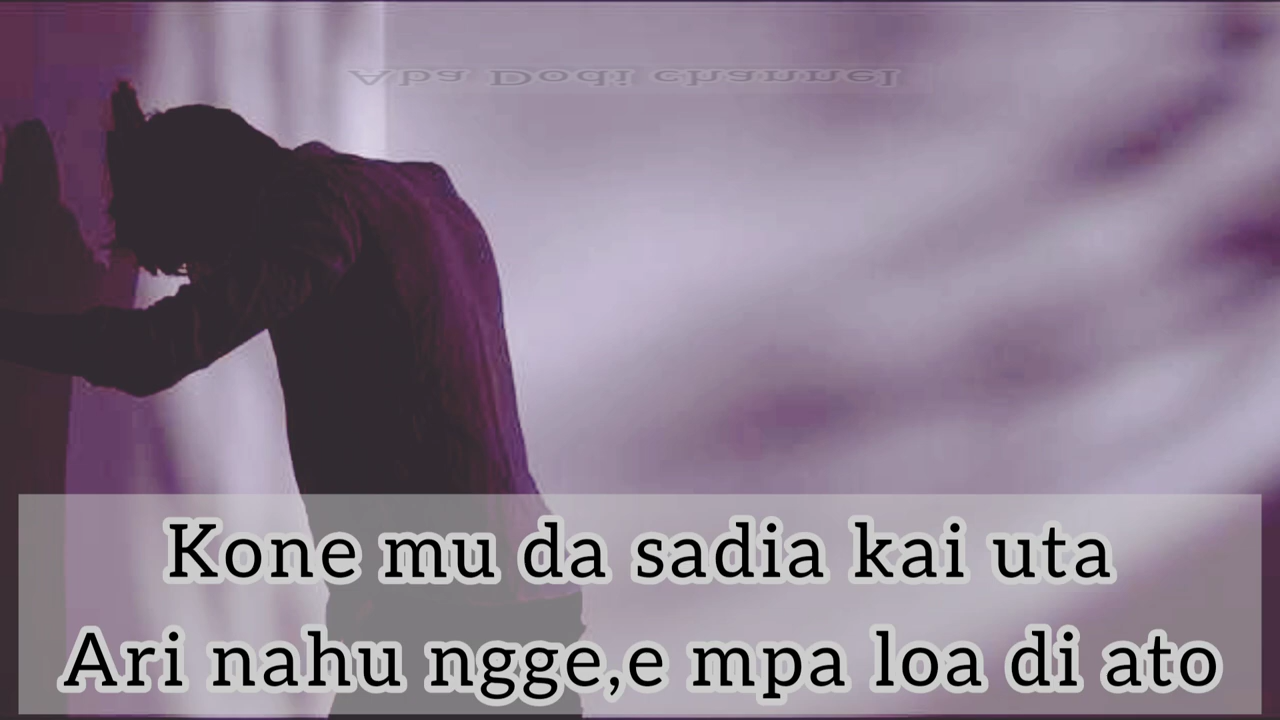 Aba Dodi channel
Kone mu da sadia kai uta
Ari nahu ngge,e mpa loa di ato